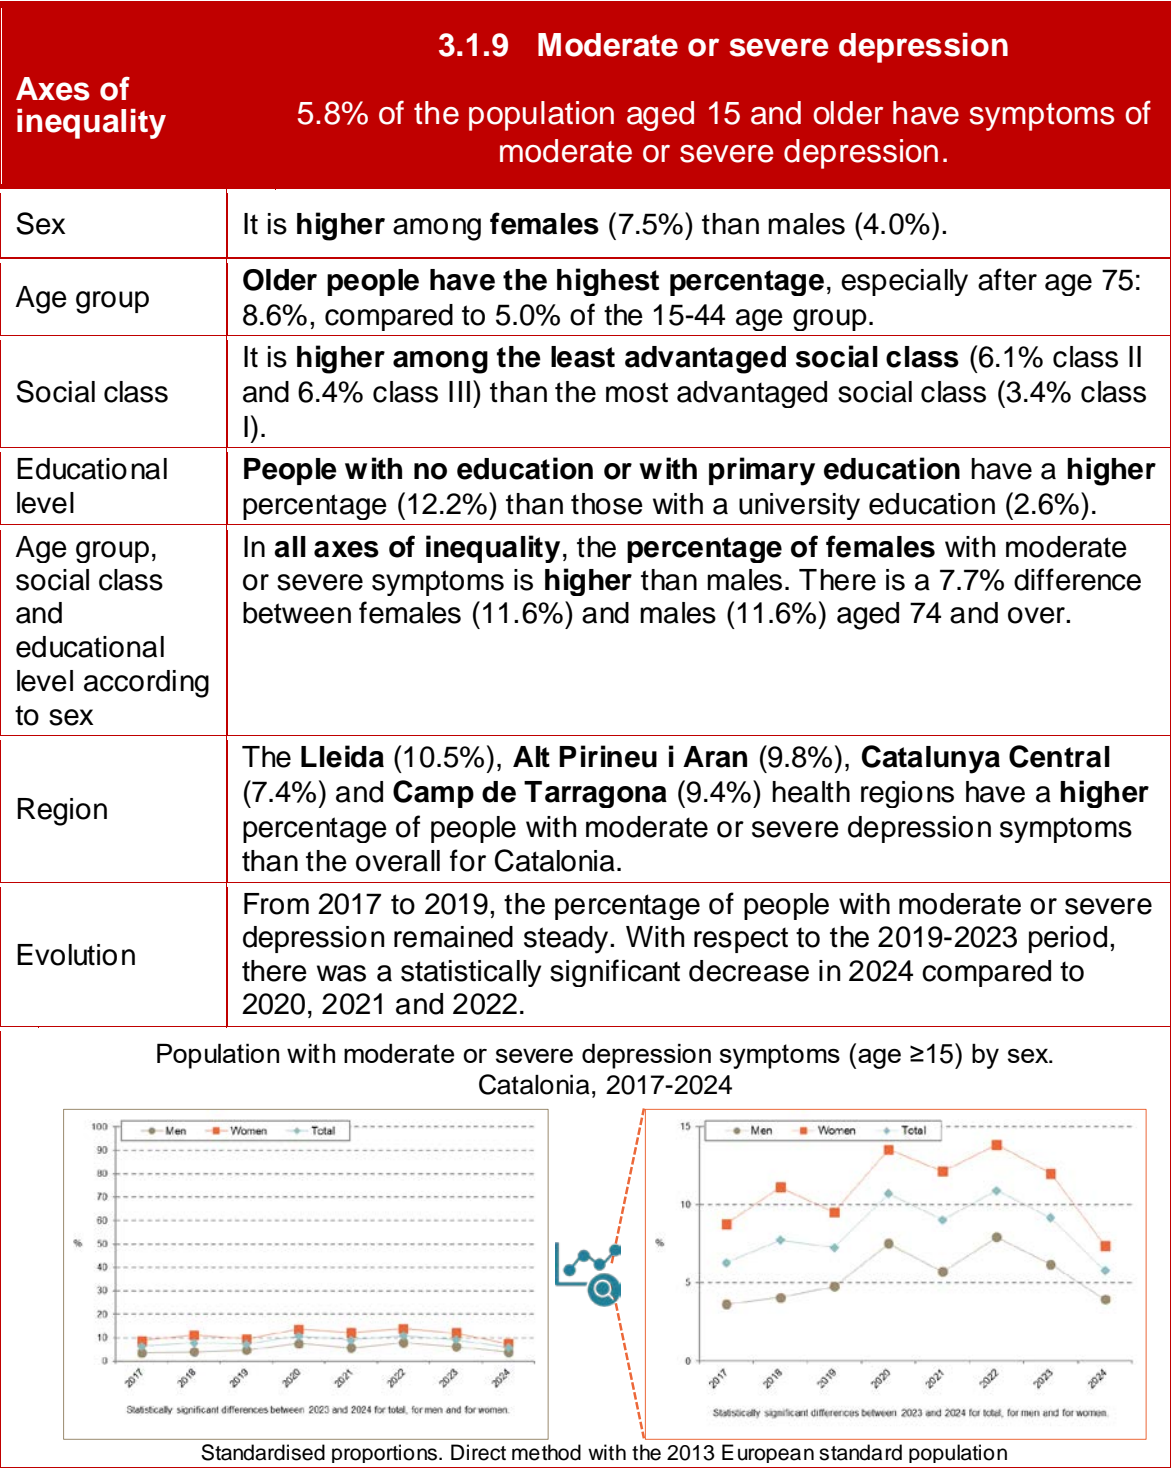 3.1.9 Moderate or severe depression
Axes of
inequality
5.8% of the population aged 15 and older have symptoms of
moderate or severe depression.
Sex
It is higher among females (7.5%) than males (4.0%).
Age group
Older people have the highest percentage, especially after age 75:
8.6%, compared to 5.0% of the 15-44 age group.
Social class
It is higher among the least advantaged social class (6.1% class II
and 6.4% class III) than the most advantaged social class (3.4% class
I).
Educational
level
People with no education or with primary education have a higher
percentage (12.2%) than those with a university education (2.6%).
Age group,
social class
and
educational
level according
to sex
In all axes of inequality, the percentage of females with moderate
or severe symptoms is higher than males. There is a 7.7% difference
between females (11.6%) and males (11.6%) aged 74 and over.
Region
The Lleida (10.5%), Alt Pirineu i Aran (9.8%), Catalunya Central
(7.4%) and Camp de Tarragona (9.4%) health regions have a higher
percentage of people with moderate or severe depression symptoms
than the overall for Catalonia.
Evolution
From 2017 to 2019, the percentage of people with moderate or severe
depression remained steady. With respect to the 2019-2023 period,
there was a statistically significant decrease in 2024 compared to
2020, 2021 and 2022.
Population with moderate or severe depression symptoms (age ≥15) by sex.
Catalonia, 2017-2024
Men Women Total
100
90
80
70
60
50
40
30
20
10
0
%
2017 2018 2019 2020 2021 2022 2023 2024
Statistically significant differences between 2023 and 2024 for total, for men and for women.
Men Women Total
15
10
5
0
%
2017 2018 2019 2020 2021 2022 2023 2024
Statistically significant differences between 2023 and 2024 for total, for men and for women.
Standardised proportions. Direct method with the 2013 European standard population